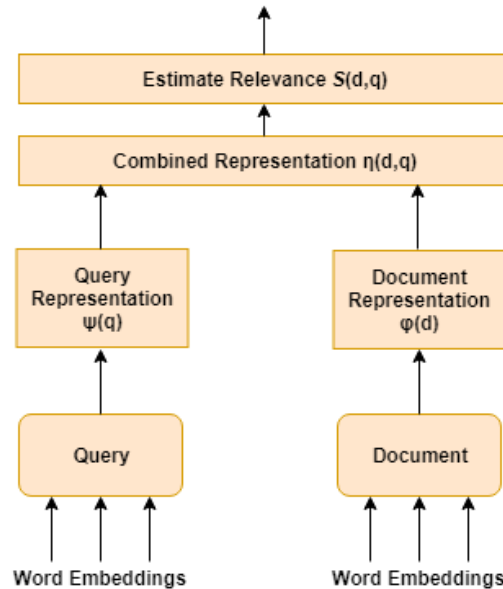 Estimate Relevance S(d,q)
Combined Representation η(d,q)
Query
Representation
ψ(q)
Document
Representation
φ(d)
Query
Document
Word Embeddings
Word Embeddings